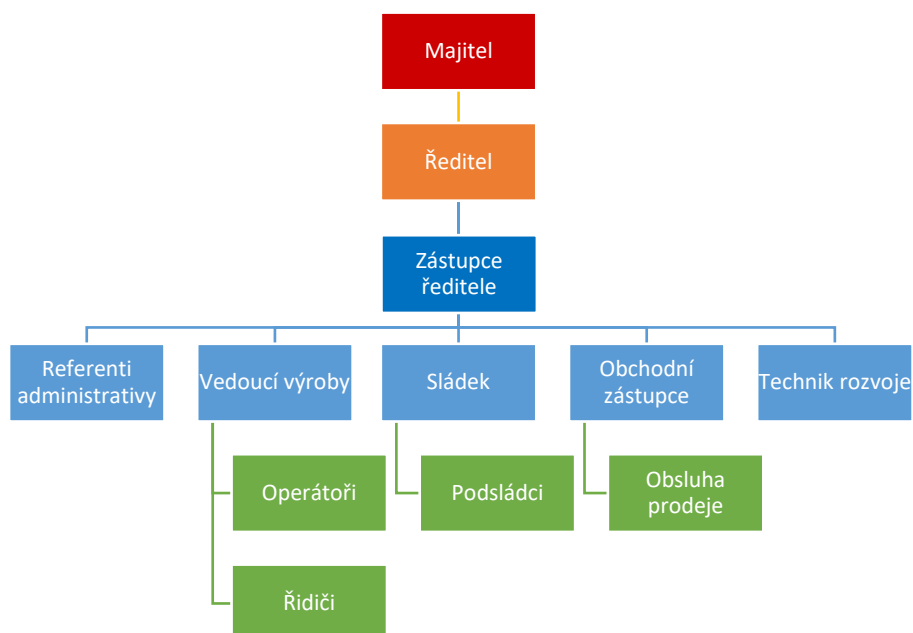 Majitel
Ředitel
Zástupce
ředitele
Referenti
administrativy
Vedoucí výroby
Sládek
Obchodní
zástupce
Technik rozvoje
Operátoři
Podsládci
Obsluha
prodeje
Řidiči